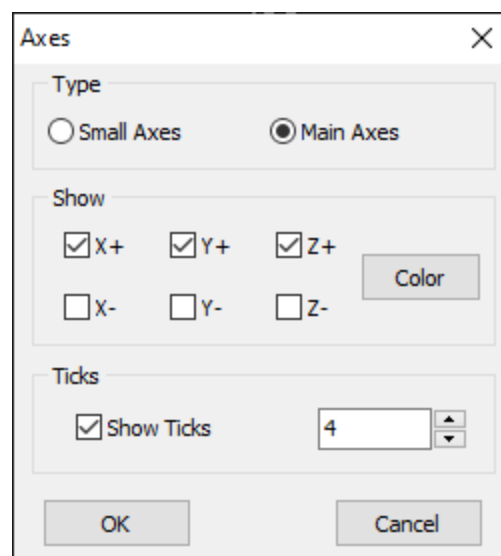 Axes
Type
Small Axes Main Axes
Show
X+ Y+ Z+
Color
X- Y- Z-
Ticks
Show Ticks 4
OK Cancel